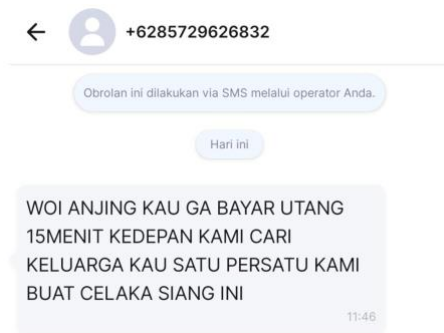 +6285729626832
Obrolan ini dilakukan via SMS melalui operator Anda.
Hari ini
WOI ANJING KAU GA BAYAR UTANG
15MENIT KEDEPAN KAMI CARI
KELUARGA KAU SATU PERSATU KAMI
BUAT CELAKA SIANG INI
11:46